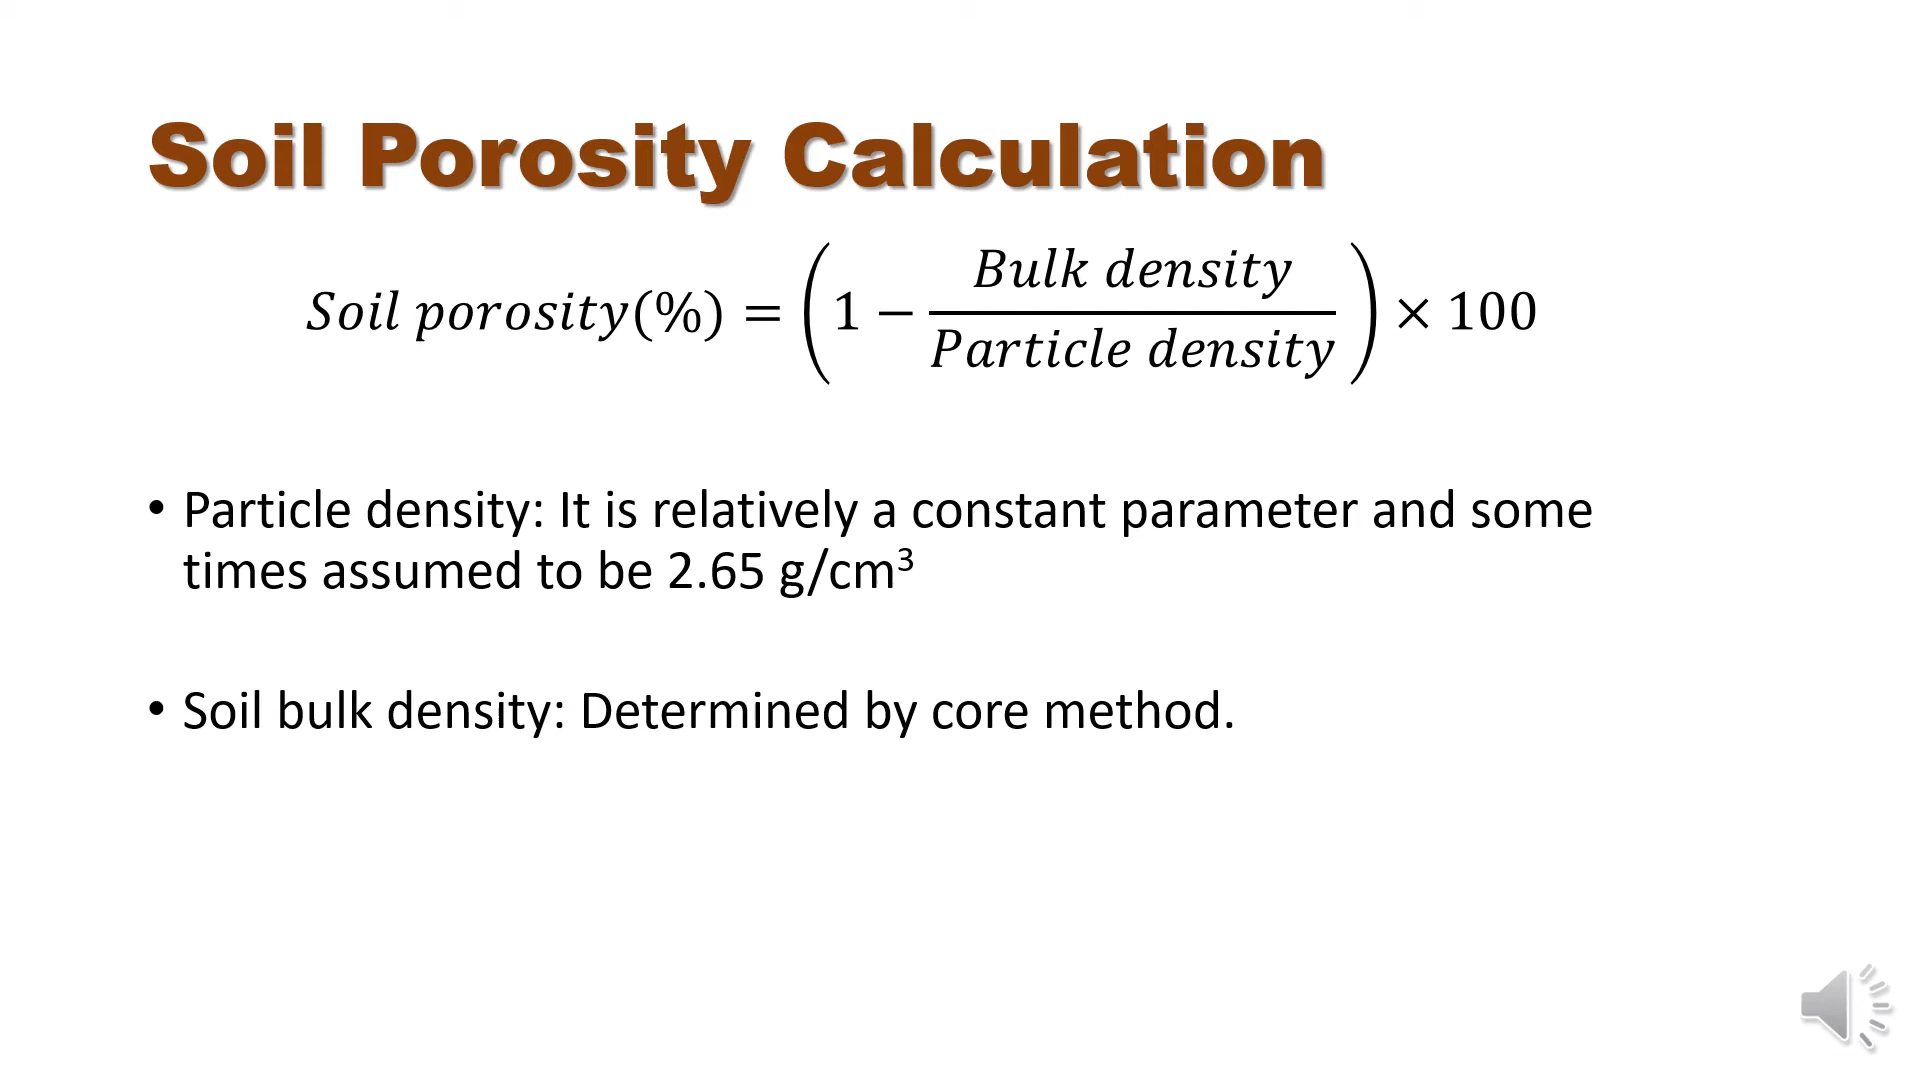 Soil Porosity Calculation
Soil porosity(%) = (1 − Bulk density / Particle density) × 100
• Particle density: It is relatively a constant parameter and some
times assumed to be 2.65 g/cm³
• Soil bulk density: Determined by core method.